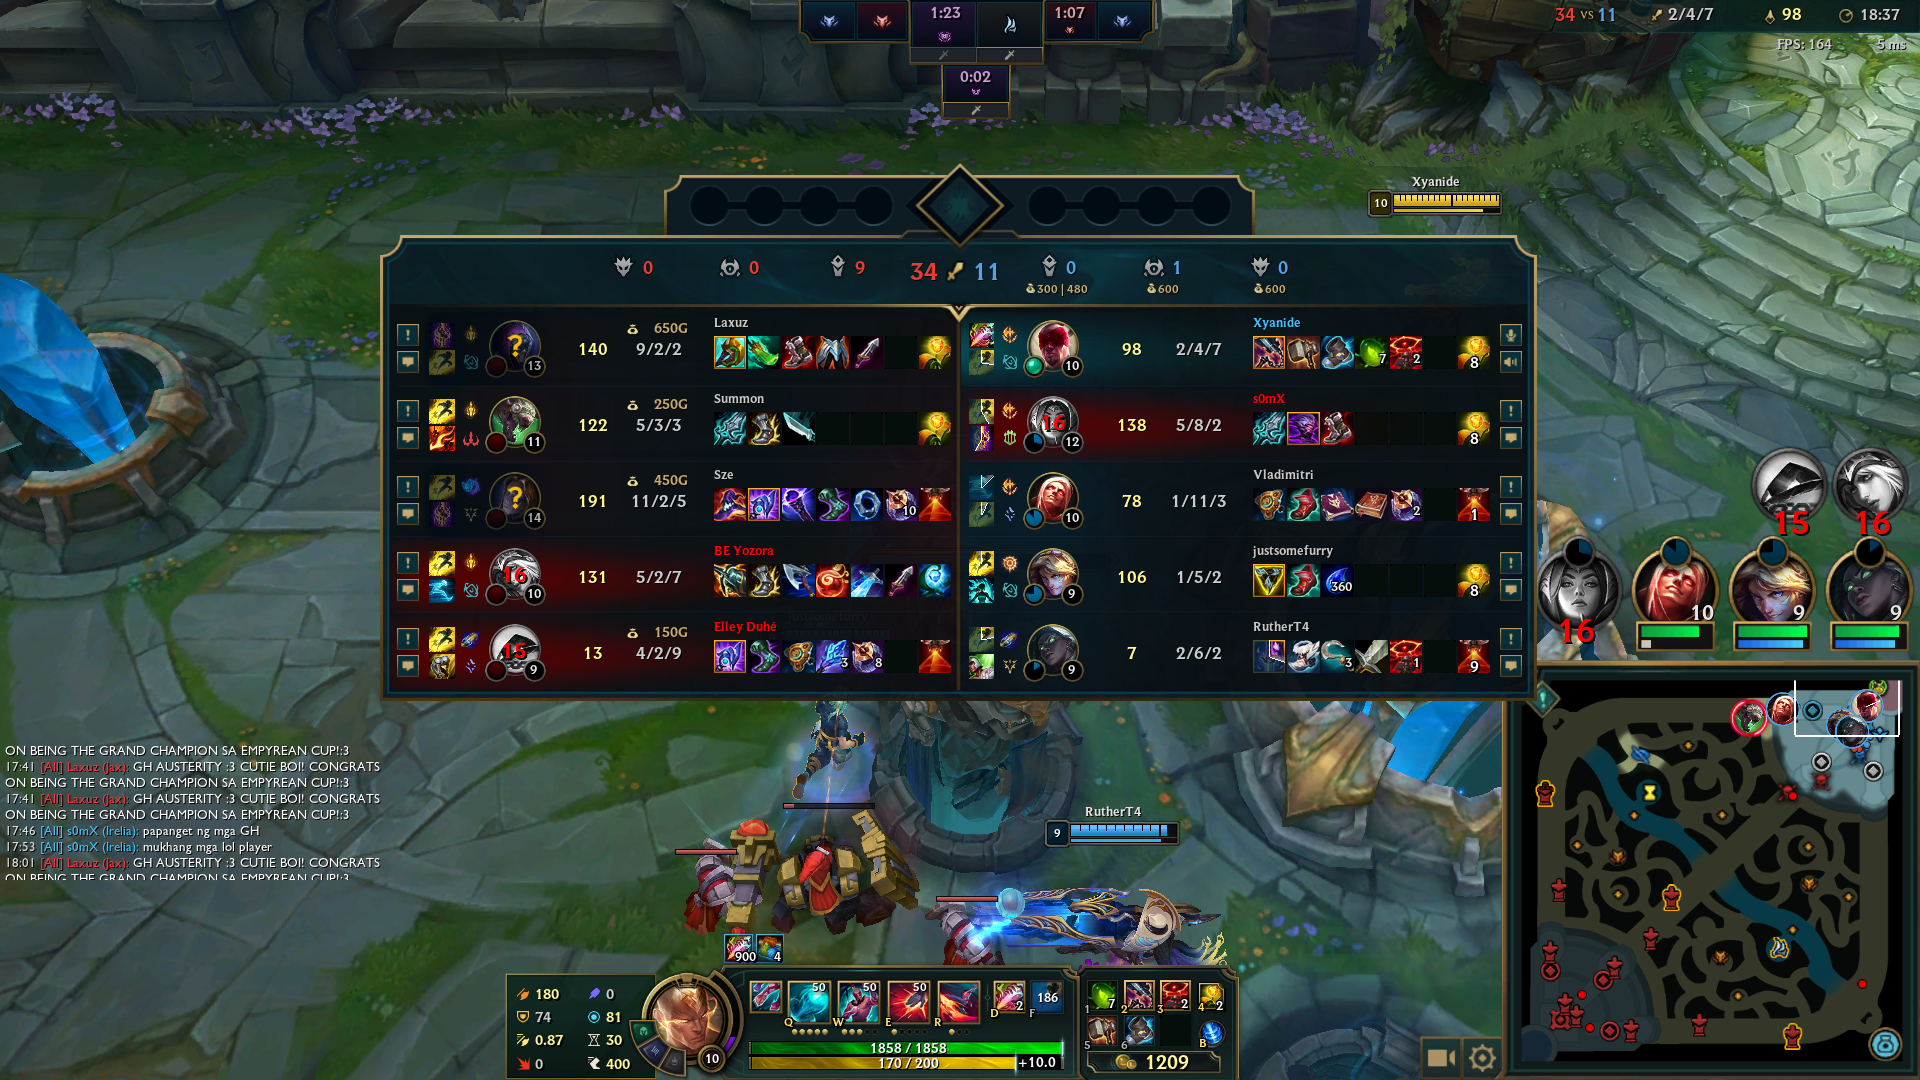 1:23
1:07
34 vs 11
2/4/7
98
18:37
FPS: 164
5 ms
0:02
Xyanide
10
0
0
9
34
11
0
1
0
300 | 480
600
600
13
140
650G
9/2/2
Laxuz
98
2/4/7
10
Xyanide
7
2
8
11
122
250G
5/3/3
Summon
16
12
138
5/8/2
s0mX
8
14
191
450G
11/2/5
Sze
10
10
78
1/11/3
Vladimitri
2
1
16
10
131
5/2/7
BE Yozora
9
106
1/5/2
justsomefurry
360
8
15
9
13
150G
4/2/9
Elley Duhé
3
8
9
7
2/6/2
RutherT4
3
1
9
15
16
16
10
9
9
ON BEING THE GRAND CHAMPION SA EMPYREAN CUP!:3
17:41 [All] Laxuz (Jax): GH AUSTERITY :3 CUTIE BOI! CONGRATS
ON BEING THE GRAND CHAMPION SA EMPYREAN CUP!:3
17:41 [All] Laxuz (Jax): GH AUSTERITY :3 CUTIE BOI! CONGRATS
ON BEING THE GRAND CHAMPION SA EMPYREAN CUP!:3
17:46 [All] s0mX (Irelia): papanget ng mga GH
17:53 [All] s0mX (Irelia): mukhang mga lol player
18:01 [All] Laxuz (Jax): GH AUSTERITY :3 CUTIE BOI! CONGRATS
ON BEING THE GRAND CHAMPION SA EMPYREAN CUP!:3
RutherT4
9
900
4
180
0
74
81
0.87
30
0
400
10
50
50
50
2
186
Q
W
E
R
D
F
1858 / 1858
170 / 200
+10.0
7
2
2
1
2
3
4
5
6
B
1209